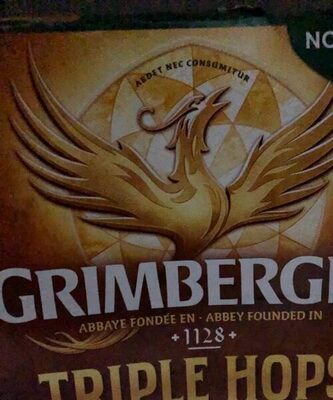 NO
ARDET NEC CONSUMITUR
GRIMBERGE
ABBAYE FONDÉE EN - ABBEY FOUNDED IN
+1128+
TRIPLE HOPS